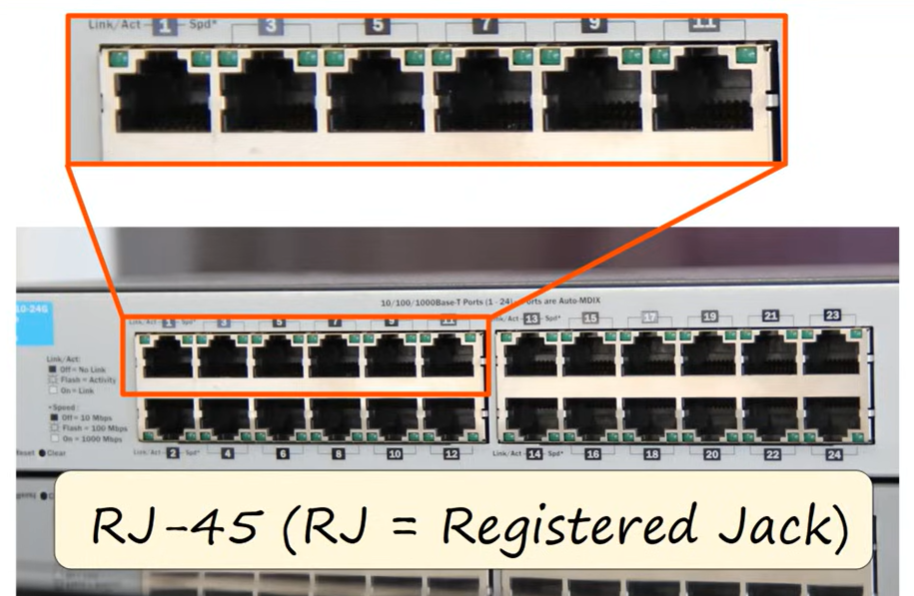 Link/Act 1 Spd* 3 5 7 9 11
10/100/1000Base-T Ports (1 - 24) Ports are Auto-MDIX
10-24G
Link/Act 1 Spd* 3 5 7 9 11
Act 13 Spd* 15 17 19 21 23
Link/Act:
Off = No Link
Flash = Activity
On = Link
*Speed:
Off = 10 Mbps
Flash = 100 Mbps
On = 1000 Mbps
Reset Clear
Link/Act 2 Spd* 4 6 8 10 12
Link/Act 14 Spd* 16 18 20 22 24
RJ-45 (RJ = Registered Jack)